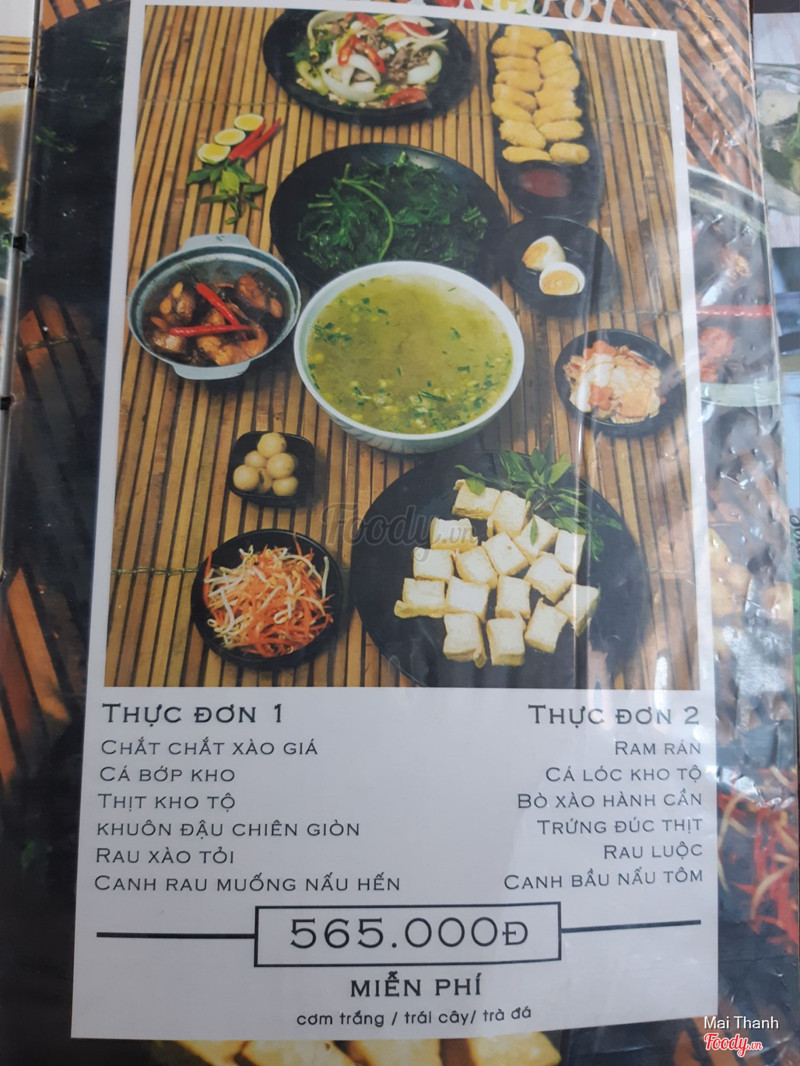 THỰC ĐƠN 1
CHẮT CHẮT XÀO GIÁ
CÁ BỚP KHO
THỊT KHO TỘ
KHUÔN ĐẬU CHIÊN GIÒN
RAU XÀO TỎI
CANH RAU MUỐNG NẤU HẾN
THỰC ĐƠN 2
RAM RÁN
CÁ LÓC KHO TỘ
BÒ XÀO HÀNH CẦN
TRỨNG ĐÚC THỊT
RAU LUỘC
CANH BẦU NẤU TÔM
565.000Đ
MIỄN PHÍ
cơm trắng / trái cây/ trà đá
Foody.vn
Mai Thanh
Foody.vn